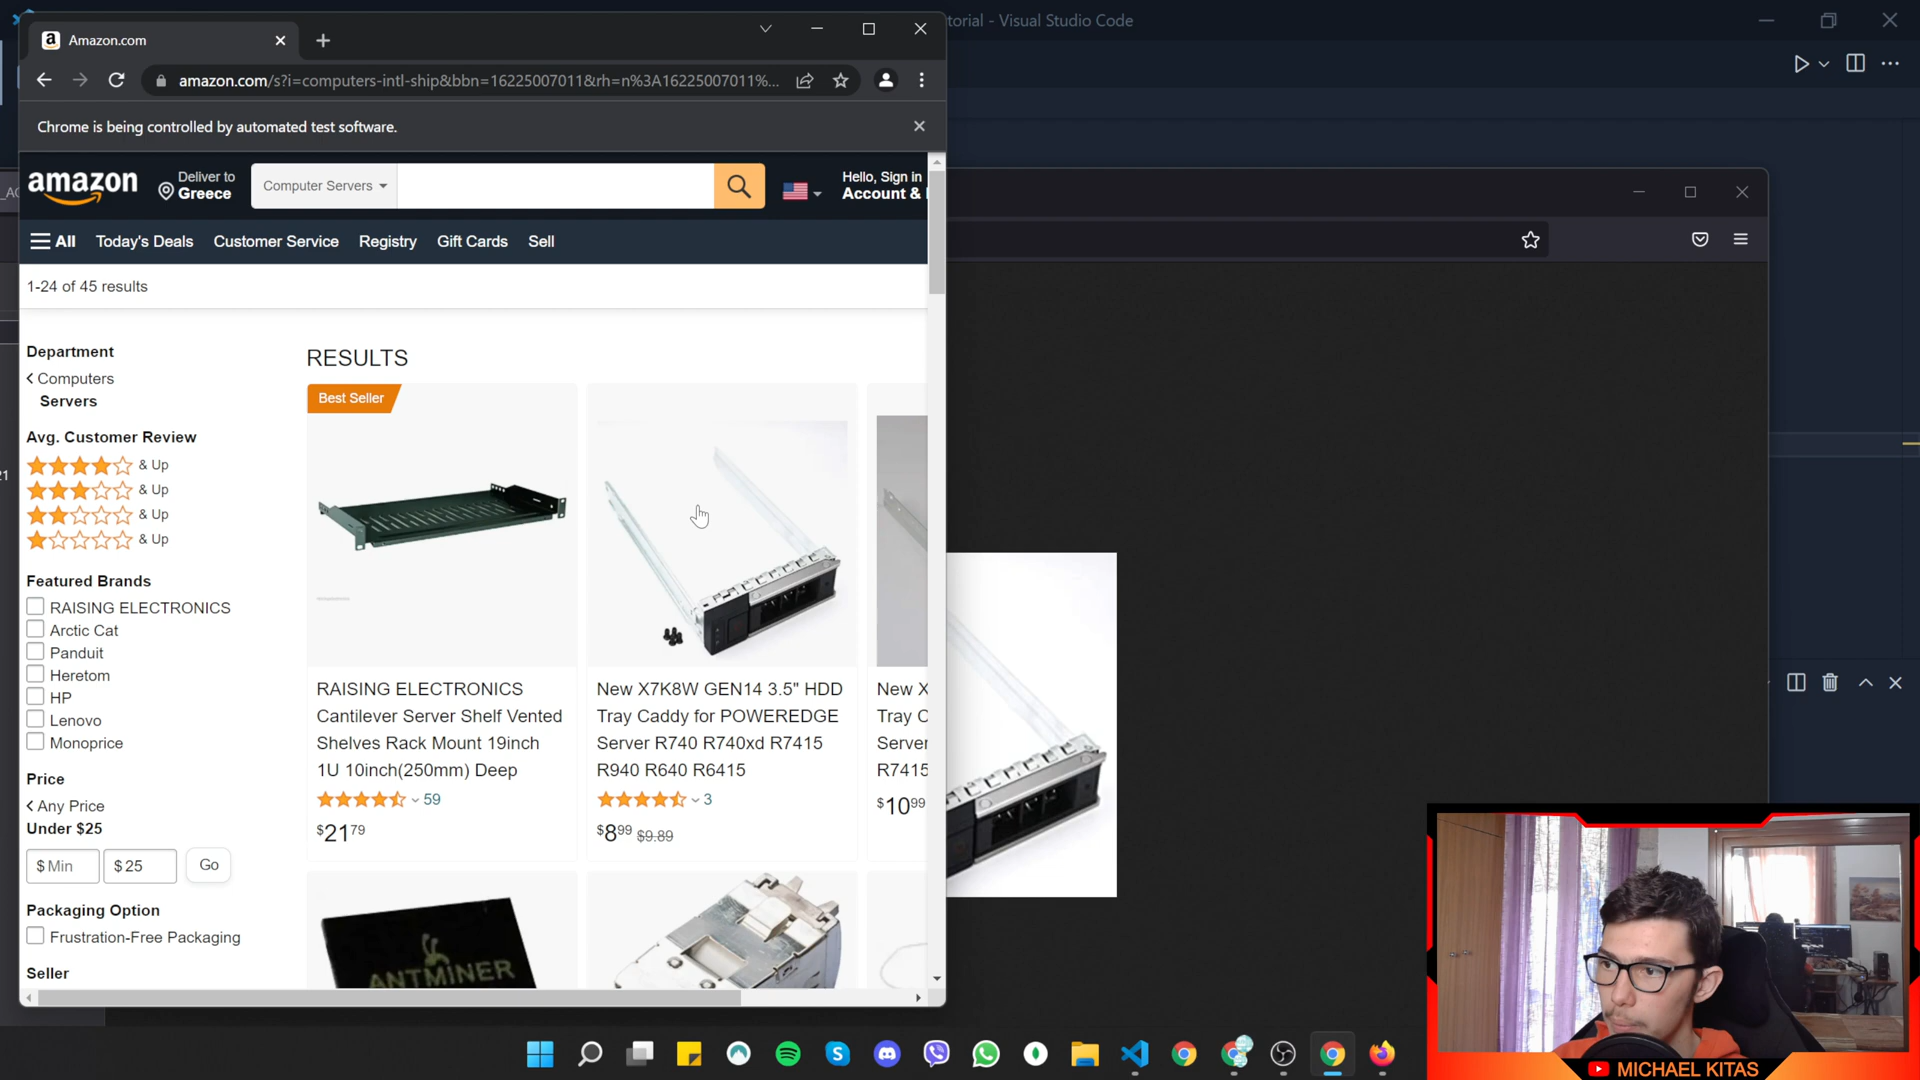 torial - Visual Studio Code
Amazon.com
amazon.com/s?i=computers-intl-ship&bbn=16225007011&rh=n%3A16225007011%...
Chrome is being controlled by automated test software.
amazon
Deliver to
Greece
Computer Servers
Hello, Sign in
Account &
All Today's Deals Customer Service Registry Gift Cards Sell
1-24 of 45 results
Department
Computers
Servers
Avg. Customer Review
& Up
& Up
& Up
& Up
Featured Brands
RAISING ELECTRONICS
Arctic Cat
Panduit
Heretom
HP
Lenovo
Monoprice
Price
Any Price
Under $25
$ Min $ 25 Go
Packaging Option
Frustration-Free Packaging
Seller
RESULTS
Best Seller
RAISING ELECTRONICS
Cantilever Server Shelf Vented
Shelves Rack Mount 19inch
1U 10inch(250mm) Deep
59
$21 79
New X7K8W GEN14 3.5" HDD
Tray Caddy for POWEREDGE
Server R740 R740xd R7415
R940 R640 R6415
3
$8 99 $9.89
New X
Tray C
Server
R7415
$10 99
ANTMINER
MICHAEL KITAS